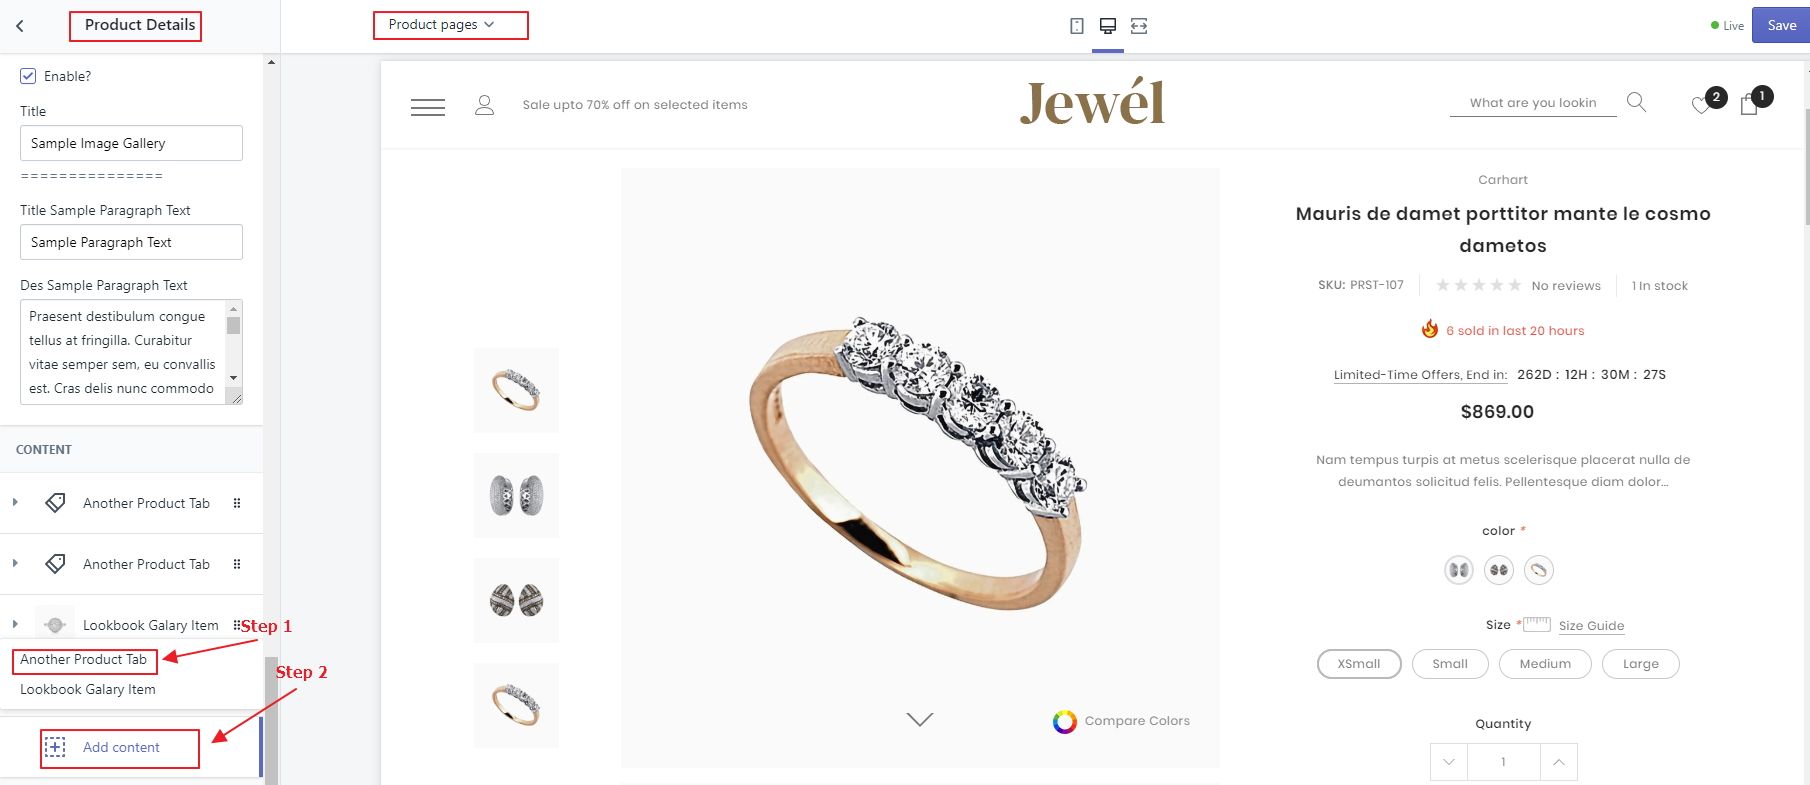 Product Details
Product pages
Live
Save
Enable?
Title
Sample Image Gallery
===============
Title Sample Paragraph Text
Sample Paragraph Text
Des Sample Paragraph Text
Praesent destibulum congue
tellus at fringilla. Curabitur
vitae semper sem, eu convallis
est. Cras delis nunc commodo
CONTENT
Another Product Tab
Another Product Tab
Lookbook Galary Item
Step 1
Another Product Tab
Lookbook Galary Item
Step 2
Add content
Sale upto 70% off on selected items
Jewél
What are you lookin
2
1
Carhart
Mauris de damet porttitor mante le cosmo
dametos
SKU: PRST-107
No reviews
1 In stock
6 sold in last 20 hours
Limited-Time Offers, End in: 262D : 12H : 30M : 27S
$869.00
Nam tempus turpis at metus scelerisque placerat nulla de
deumantos solicitud felis. Pellentesque diam dolor...
color *
Size *
Size Guide
XSmall
Small
Medium
Large
Compare Colors
Quantity
1